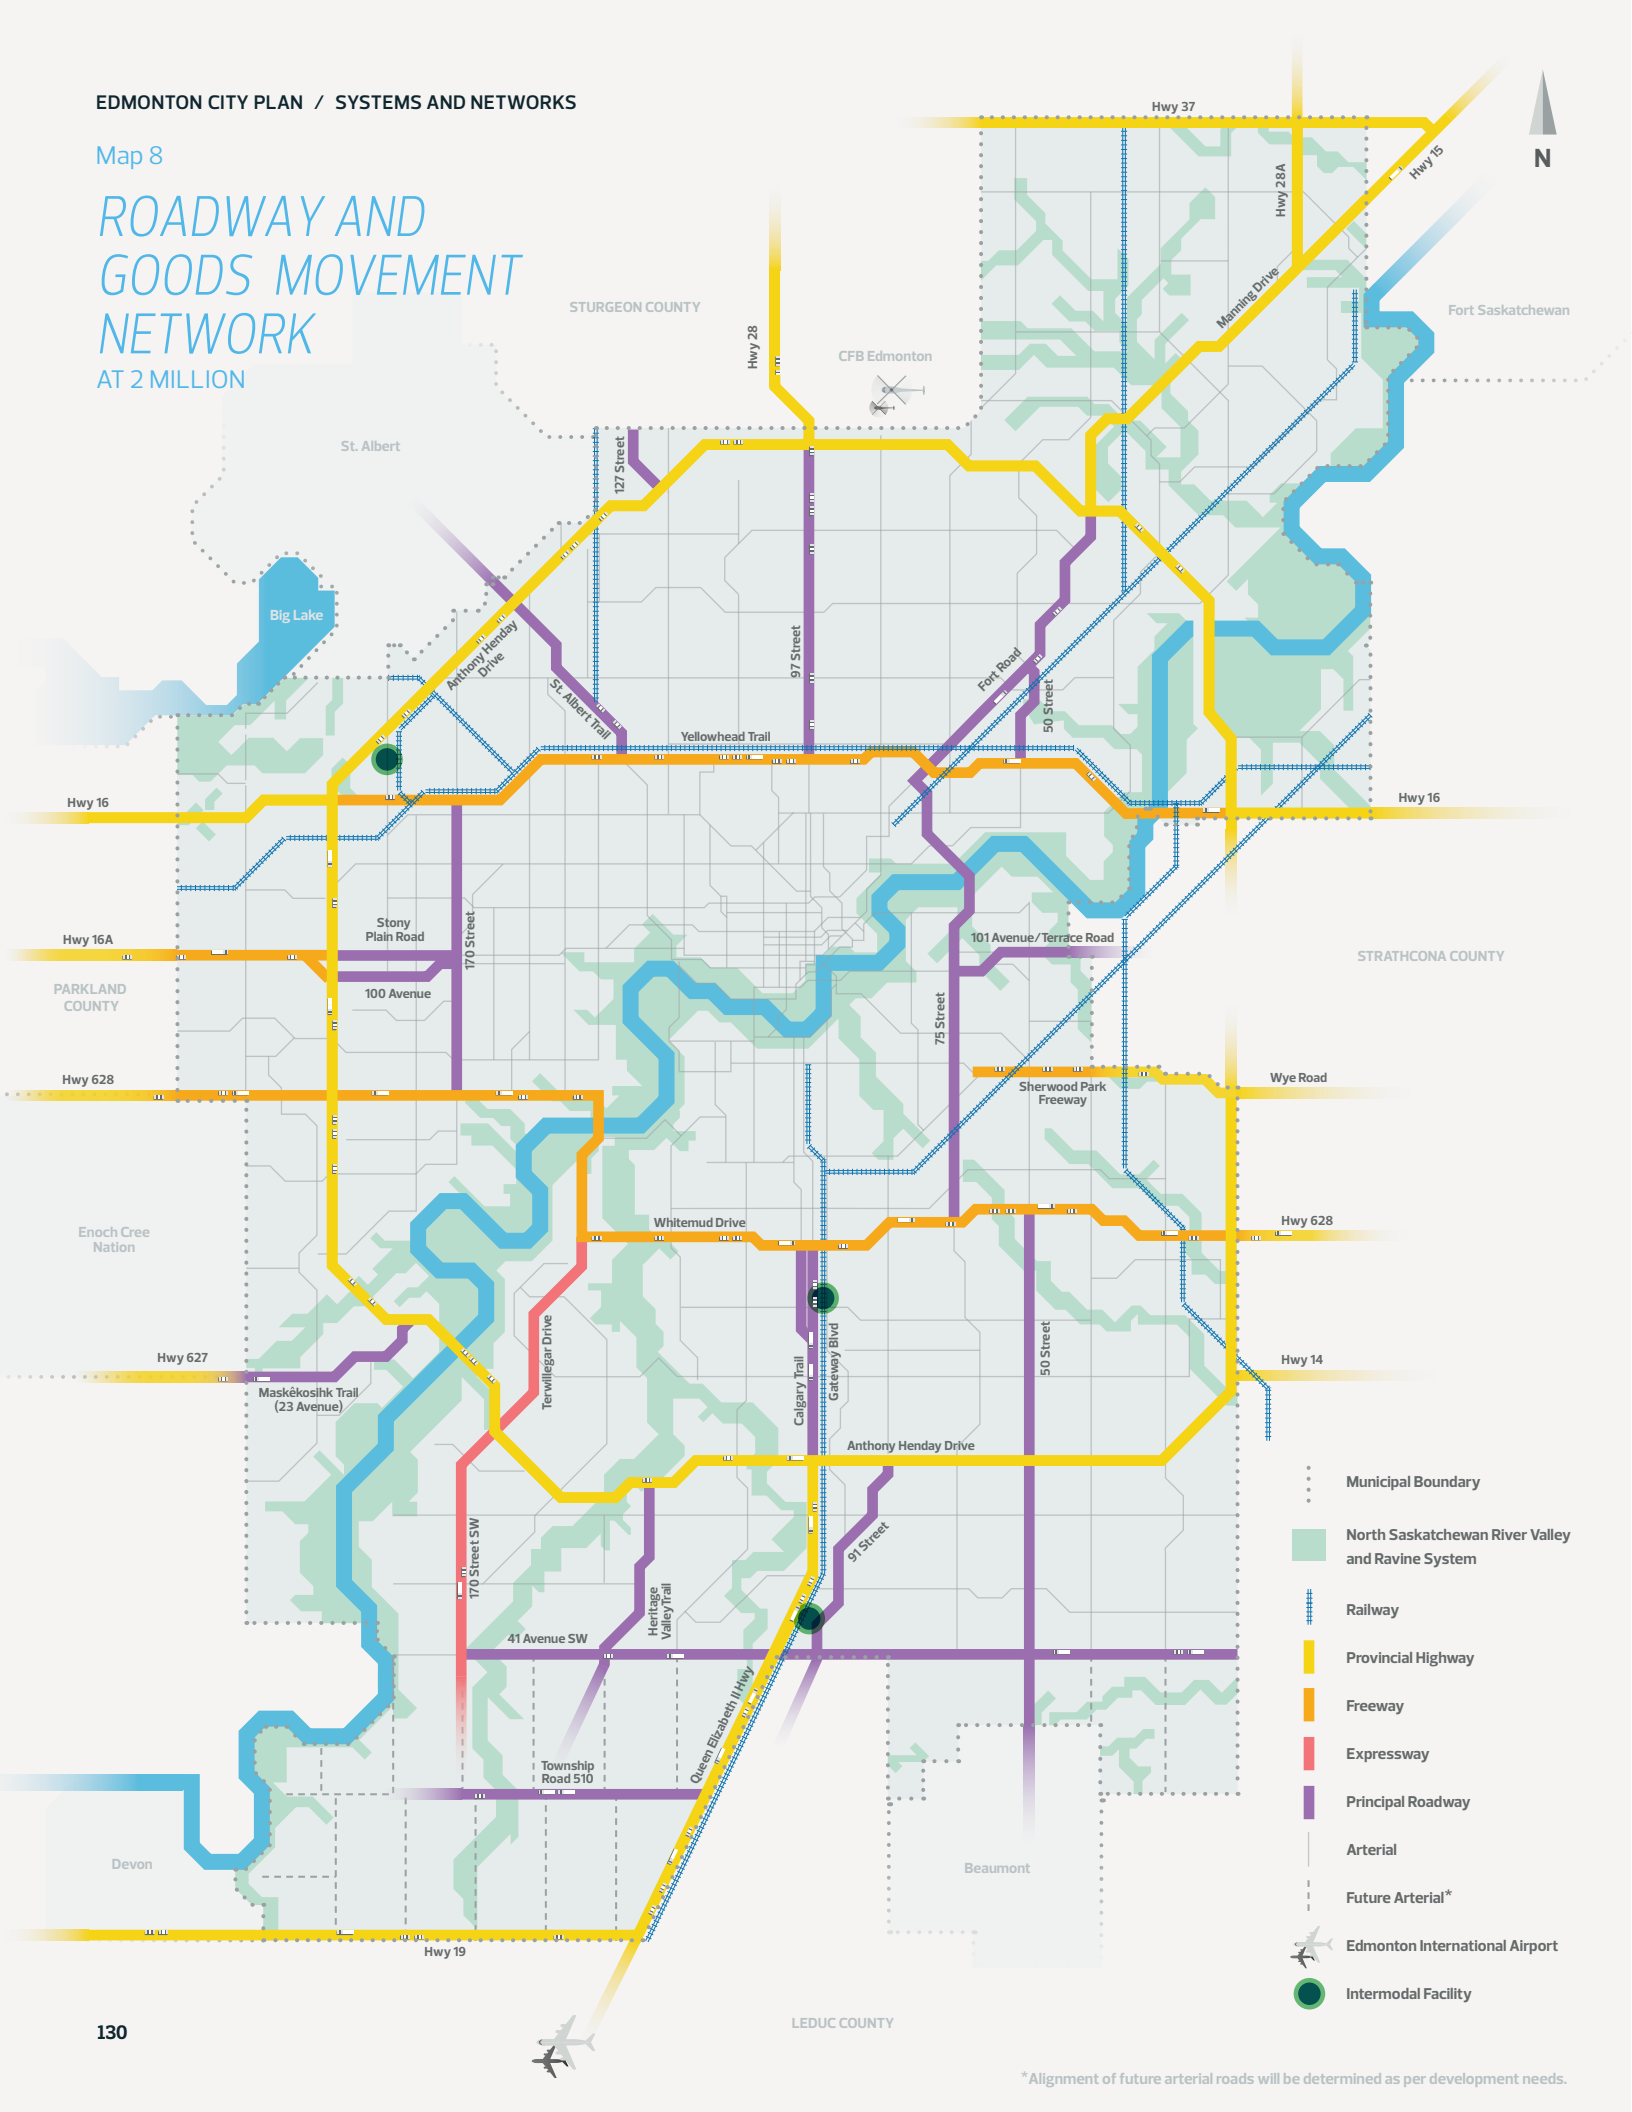 EDMONTON CITY PLAN / SYSTEMS AND NETWORKS
Map 8
ROADWAY AND
GOODS MOVEMENT
NETWORK
AT 2 MILLION
N
Hwy 37
Hwy 15
Hwy 28A
Manning Drive
Fort Saskatchewan
STURGEON COUNTY
Hwy 28
CFB Edmonton
St. Albert
127 Street
Big Lake
Anthony Henday
Drive
St. Albert Trail
97 Street
Fort Road
50 Street
Yellowhead Trail
Hwy 16
Hwy 16
Stony
Plain Road
170 Street
Hwy 16A
100 Avenue
PARKLAND
COUNTY
101 Avenue/Terrace Road
STRATHCONA COUNTY
75 Street
Hwy 628
Sherwood Park
Freeway
Wye Road
Enoch Cree
Nation
Whitemud Drive
Hwy 628
Hwy 627
Maskêkosihk Trail
(23 Avenue)
Terwillegar Drive
Calgary Trail
Gateway Blvd
50 Street
Hwy 14
Anthony Henday Drive
170 Street SW
91 Street
Heritage
Valley Trail
41 Avenue SW
Queen Elizabeth II Hwy
Township
Road 510
Devon
Beaumont
Hwy 19
LEDUC COUNTY
Municipal Boundary
North Saskatchewan River Valley
and Ravine System
Railway
Provincial Highway
Freeway
Expressway
Principal Roadway
Arterial
Future Arterial*
Edmonton International Airport
Intermodal Facility
130
*Alignment of future arterial roads will be determined as per development needs.